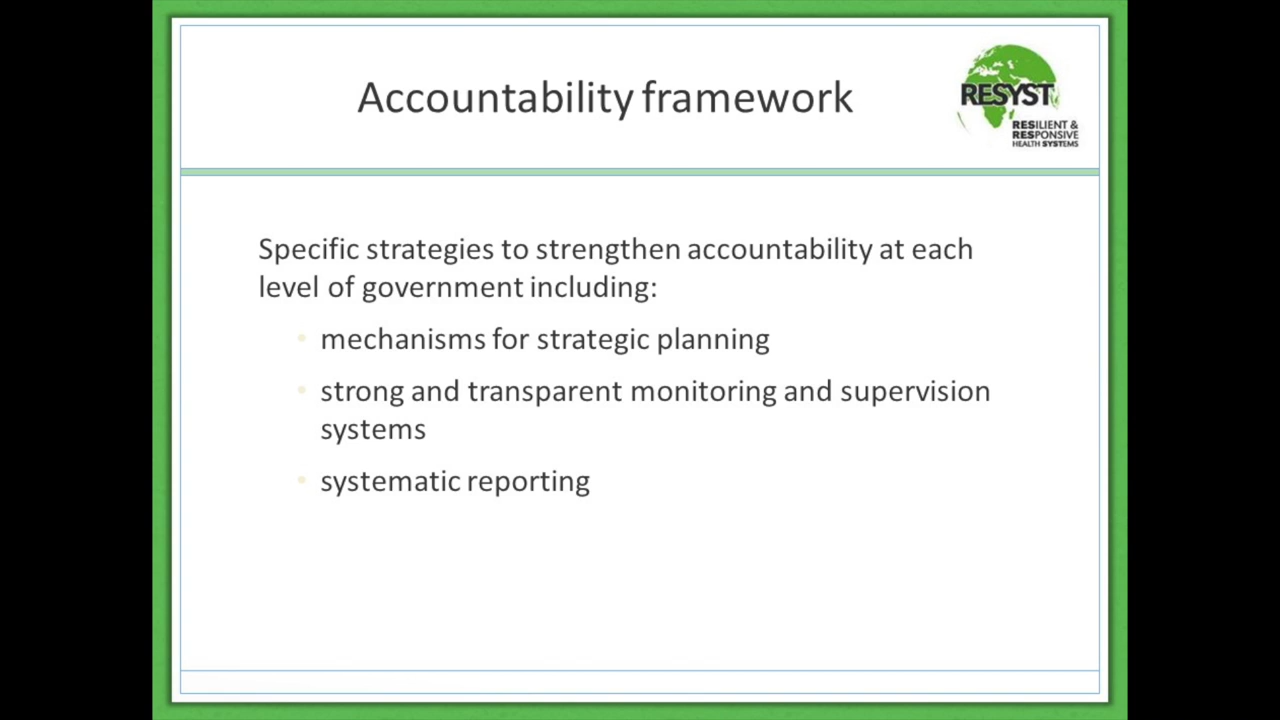 Accountability framework
RESYST
RESILIENT &
RESPONSIVE
HEALTH SYSTEMS
Specific strategies to strengthen accountability at each
level of government including:
• mechanisms for strategic planning
• strong and transparent monitoring and supervision
systems
• systematic reporting